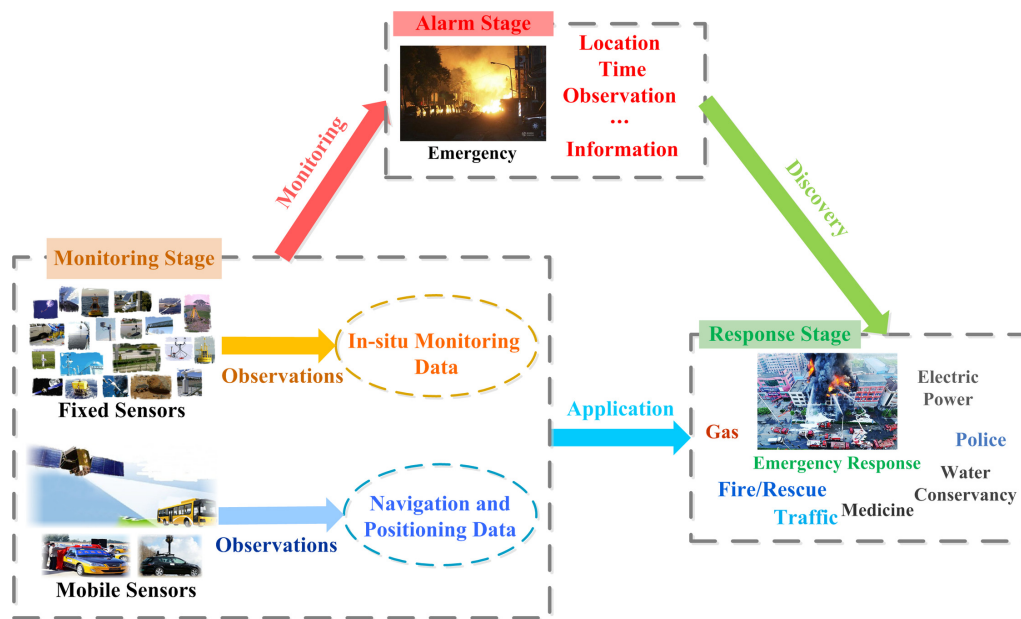 Alarm Stage
Location
Time
Observation
...
Information
Emergency
Monitoring
Discovery
Monitoring Stage
Observations
In-situ Monitoring
Data
Fixed Sensors
Observations
Navigation and
Positioning Data
Mobile Sensors
Application
Response Stage
Electric
Power
Gas
Police
Emergency Response
Water
Conservancy
Fire/Rescue
Medicine
Traffic